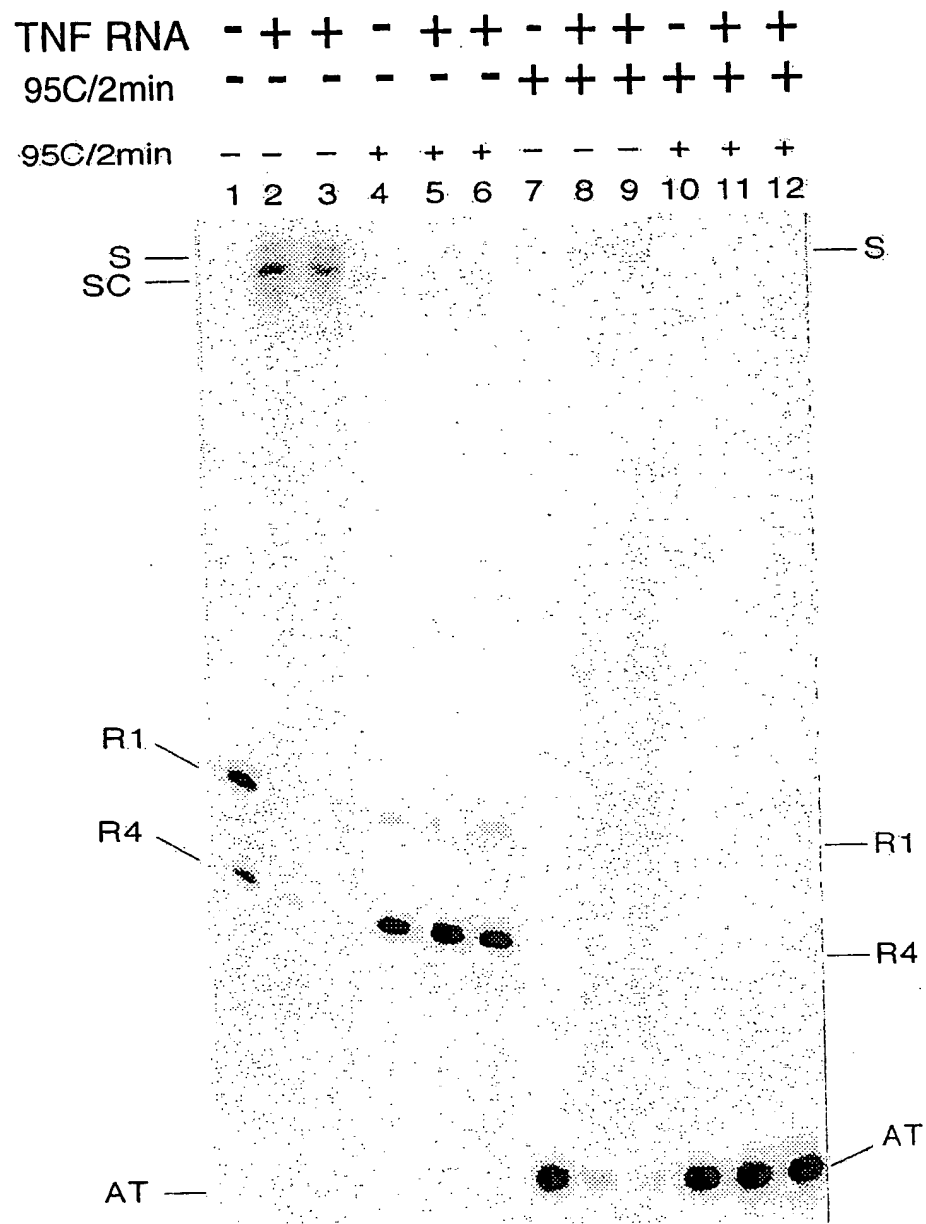 TNF RNA - + + - + + - + + - + +
95C/2min - - - - - - + + + + + +
95C/2min - - - + + + - - - + + +
1 2 3 4 5 6 7 8 9 10 11 12
S S
SC
R1
R4
R1
R4
AT
AT